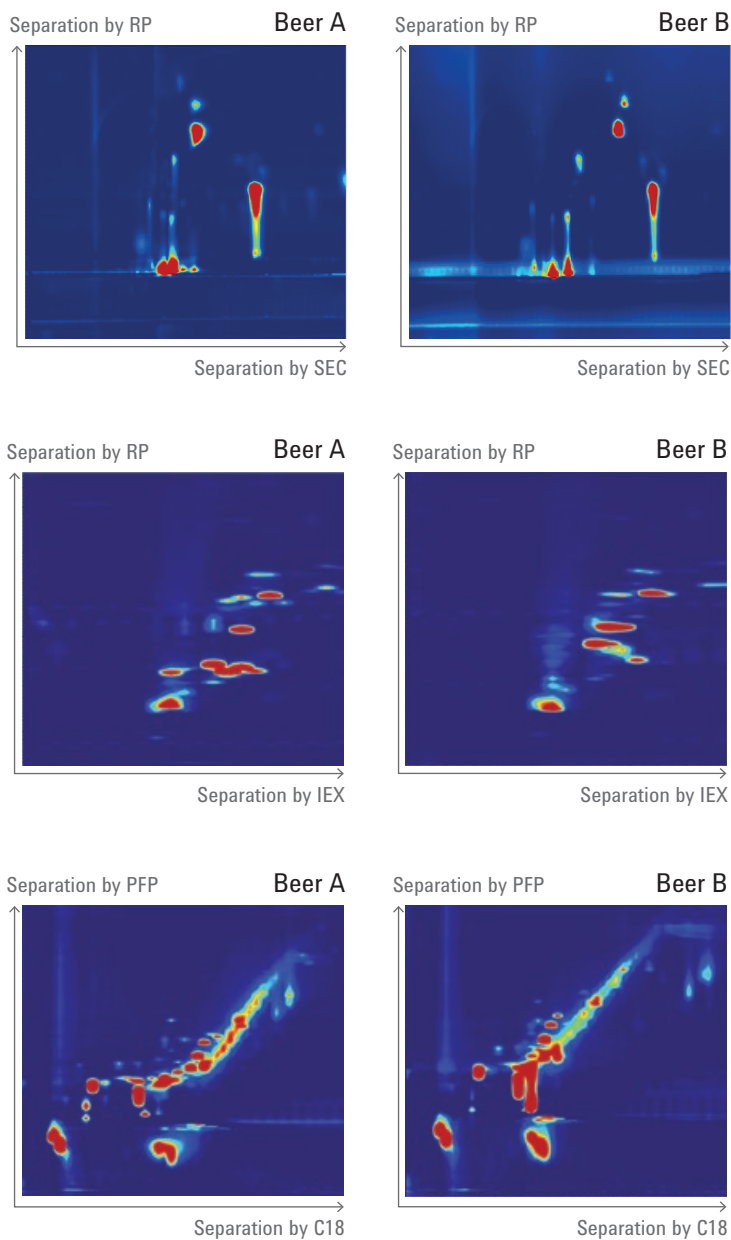 Separation by RP Beer A
Separation by RP Beer B
Separation by SEC
Separation by SEC
Separation by RP Beer A
Separation by RP Beer B
Separation by IEX
Separation by IEX
Separation by PFP Beer A
Separation by PFP Beer B
Separation by C18
Separation by C18